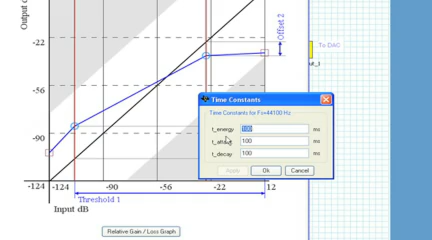 Output d
-22
-56
-90
-124
-124
-90
-56
-22
12
Input dB
Threshold 1
Offset 2
To DAC
Time Constants
Time Constants for Fs=44100 Hz
t_energy
100
ms
100
ms
t_decay
100
ms
Apply
Ok
Cancel
Relative Gain / Loss Graph